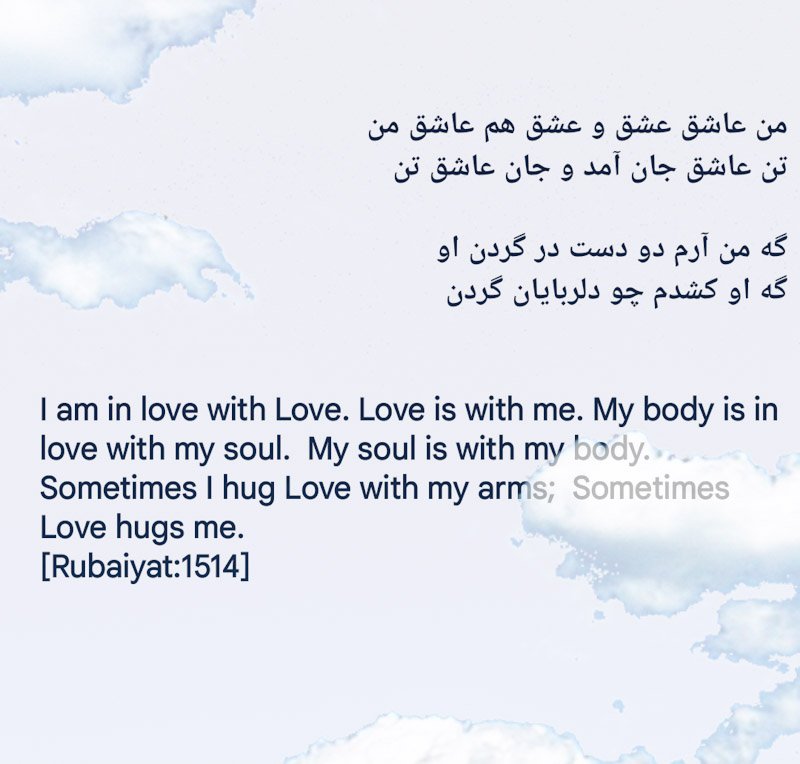 من عاشق عشق و عشق هم عاشق من
تن عاشق جان آمد و جان عاشق تن
گه من آرم دو دست در گردن او
گه او کشدم چو دلربایان گردن
I am in love with Love. Love is with me. My body is in
love with my soul.  My soul is with my body.
Sometimes I hug Love with my arms;  Sometimes
Love hugs me.
[Rubaiyat:1514]